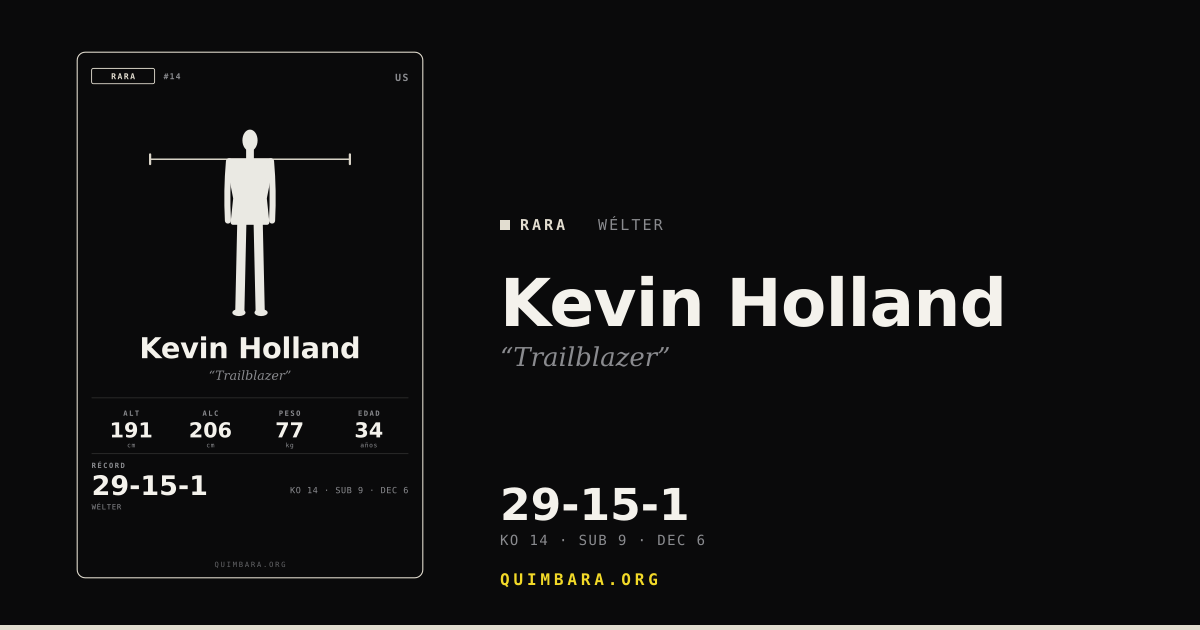 RARA #14 US
Kevin Holland
“Trailblazer”
ALT ALC PESO EDAD
191 206 77 34
cm cm kg años
RÉCORD
29-15-1 KO 14 · SUB 9 · DEC 6
WÉLTER
QUIMBARA.ORG
RARA WÉLTER
Kevin Holland
“Trailblazer”
29-15-1
KO 14 · SUB 9 · DEC 6
QUIMBARA.ORG